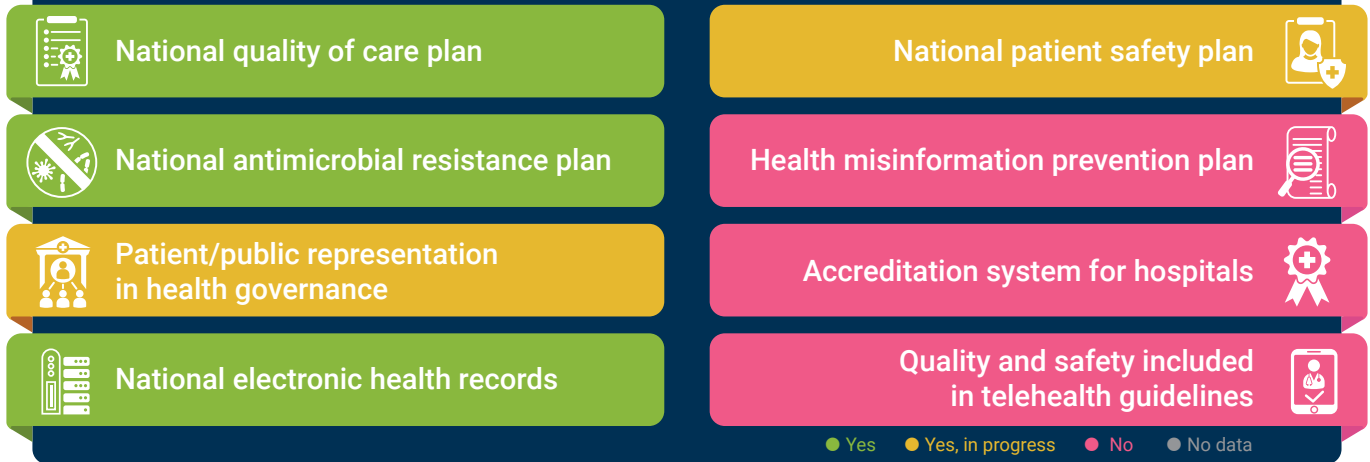 National quality of care plan
National patient safety plan
National antimicrobial resistance plan
Health misinformation prevention plan
Patient/public representation
in health governance
Accreditation system for hospitals
National electronic health records
Quality and safety included
in telehealth guidelines
Yes
Yes, in progress
No
No data